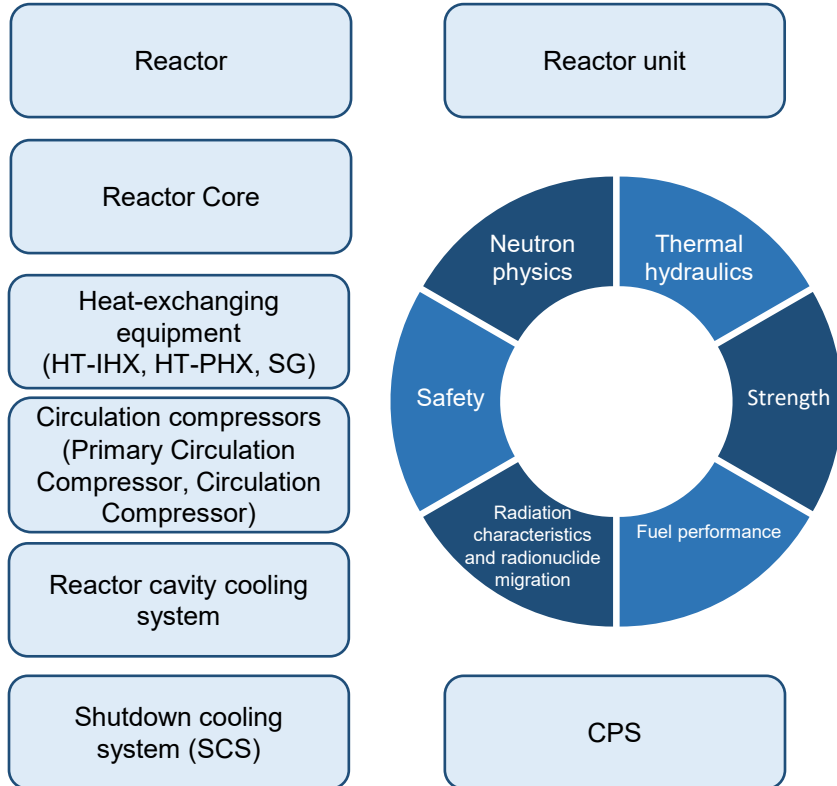 Reactor
Reactor unit
Reactor Core
Heat-exchanging
equipment
(HT-IHX, HT-PHX, SG)
Circulation compressors
(Primary Circulation
Compressor, Circulation
Compressor)
Reactor cavity cooling
system
Shutdown cooling
system (SCS)
Neutron
physics
Thermal
hydraulics
Safety
Strength
Radiation
characteristics
and radionuclide
migration
Fuel performance
CPS